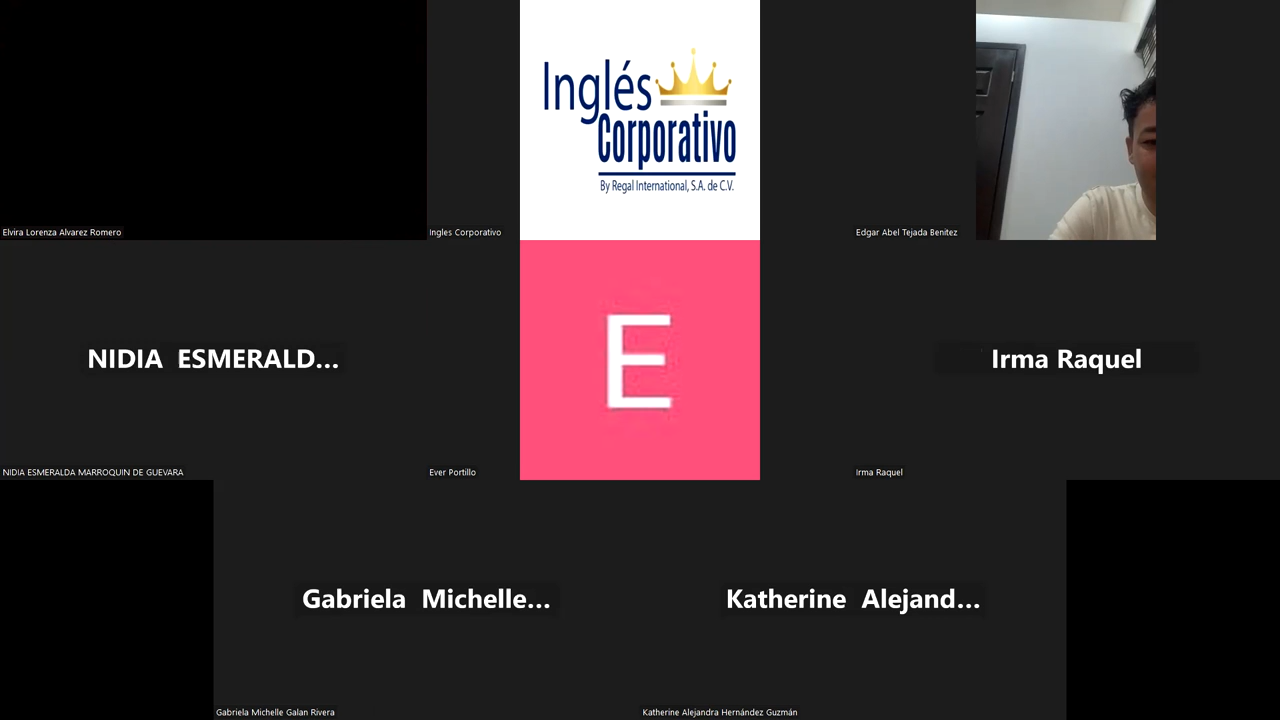 Inglés
Corporativo
By Regal International, S.A. de C.V.
Elvira Lorenza Alvarez Romero
Ingles Corporativo
Edgar Abel Tejada Benitez
NIDIA ESMERALD...
E
Irma Raquel
NIDIA ESMERALDA MARROQUIN DE GUEVARA
Ever Portillo
Irma Raquel
Gabriela Michelle...
Katherine Alejand...
Gabriela Michelle Galan Rivera
Katherine Alejandra Hernández Guzmán